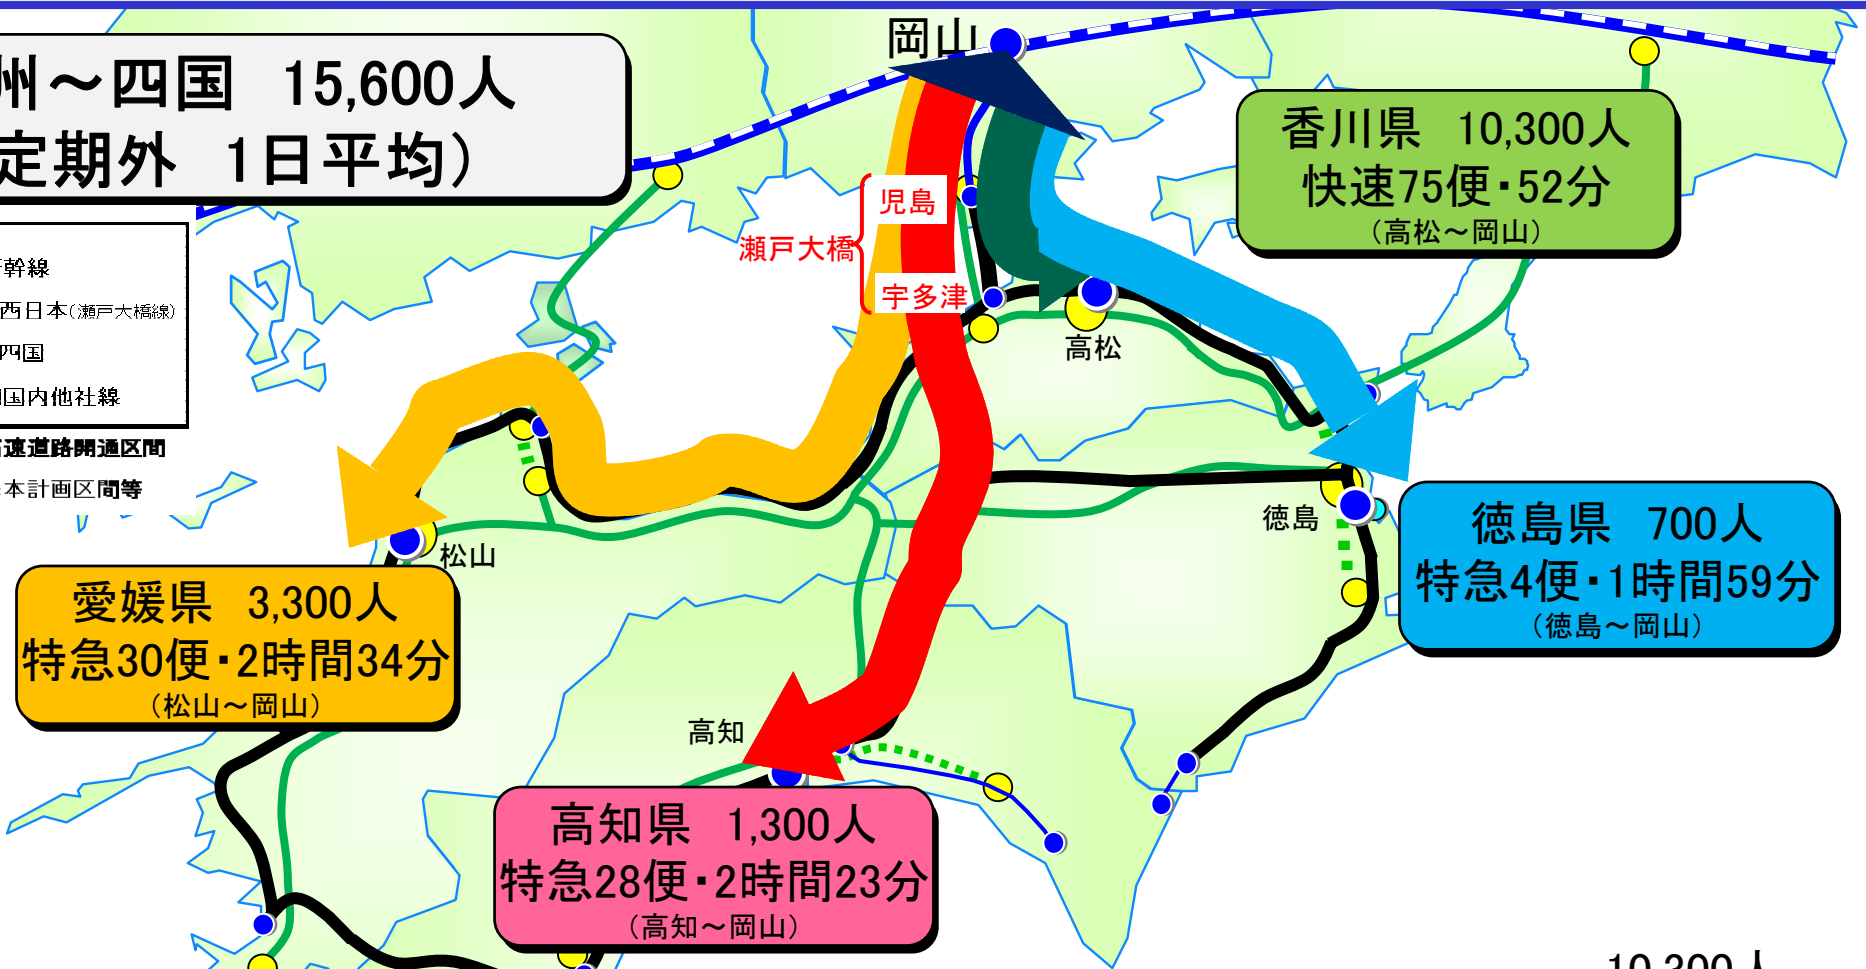 岡山
州～四国　15,600人
定期外　1日平均）
香川県　10,300人
快速75便・52分
（高松～岡山）
児島
瀬戸大橋
宇多津
幹線
西日本（瀬戸大橋線）
四国
国内他社線
速道路開通区間
本計画区間等
高松
徳島
松山
徳島県　700人
特急4便・1時間59分
（徳島～岡山）
愛媛県　3,300人
特急30便・2時間34分
（松山～岡山）
高知
高知県　1,300人
特急28便・2時間23分
（高知～岡山）
10,300人